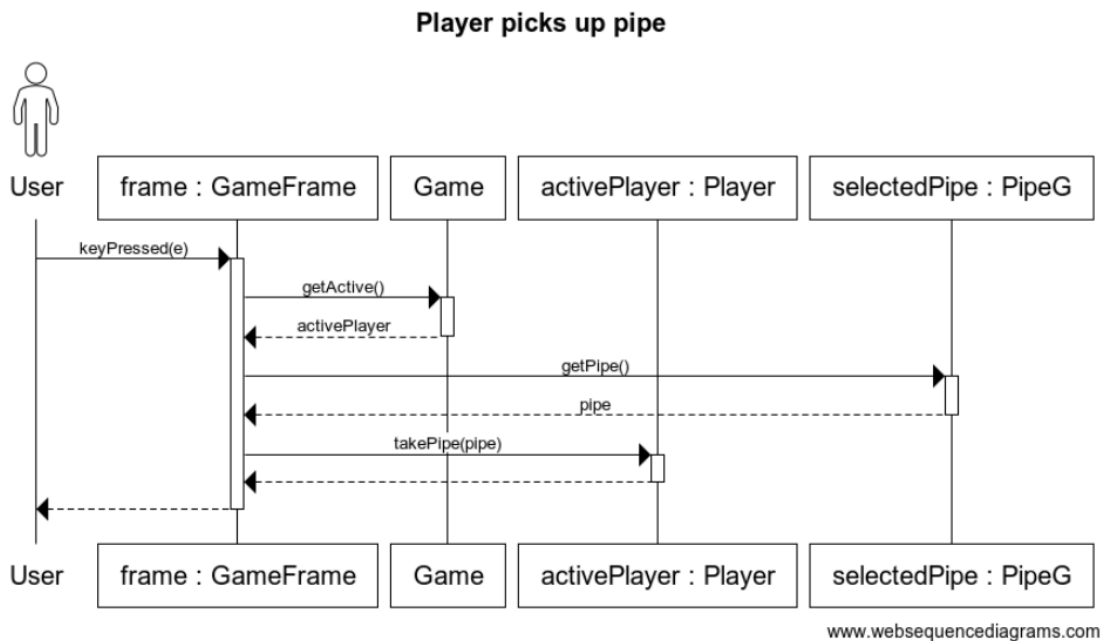 Player picks up pipe
User
frame : GameFrame
Game
activePlayer : Player
selectedPipe : PipeG
keyPressed(e)
getActive()
activePlayer
getPipe()
pipe
takePipe(pipe)
User
frame : GameFrame
Game
activePlayer : Player
selectedPipe : PipeG
www.websequencediagrams.com